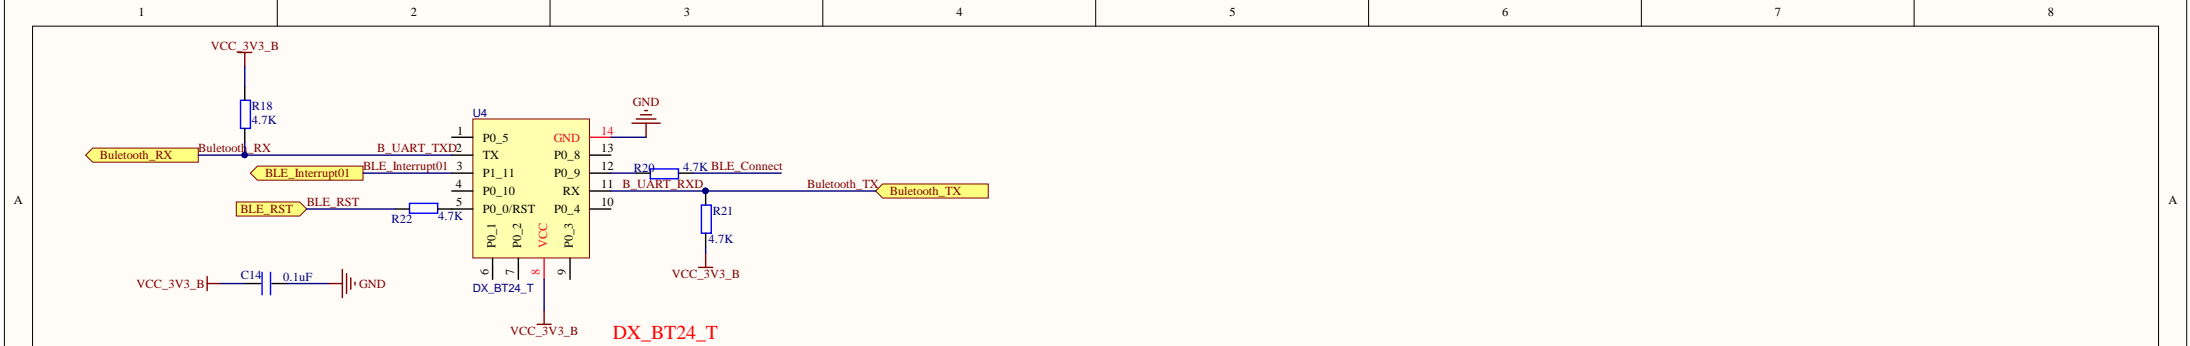 1 2 3 4 5 6 7 8
VCC_3V3_B
R18
4.7K
GND
U4
1 P0_5 GND 14
Buletooth_RX Buletooth_RX B_UART_TXD 2 TX P0_8 13
BLE_Interrupt01 BLE_Interrupt01 3 P1_11 P0_9 12 R20 4.7K BLE_Connect
4 P0_10 RX 11 B_UART_RXD Buletooth_TX Buletooth_TX
A A
BLE_RST BLE_RST R22 4.7K 5 P0_0/RST P0_4 10
R21
4.7K
P0_1 P0_2 VCC P0_3
6 7 8 9
VCC_3V3_B
VCC_3V3_B C14 0.1uF GND
DX_BT24_T
VCC_3V3_B
DX_BT24_T